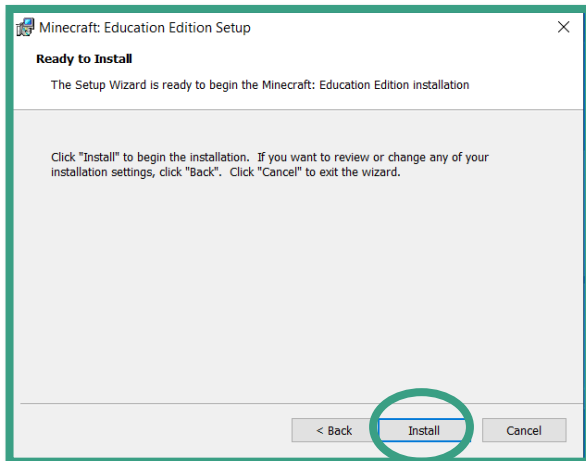 Minecraft: Education Edition Setup
Ready to Install
The Setup Wizard is ready to begin the Minecraft: Education Edition installation
Click "Install" to begin the installation.  If you want to review or change any of your
installation settings, click "Back".  Click "Cancel" to exit the wizard.
< Back Install Cancel